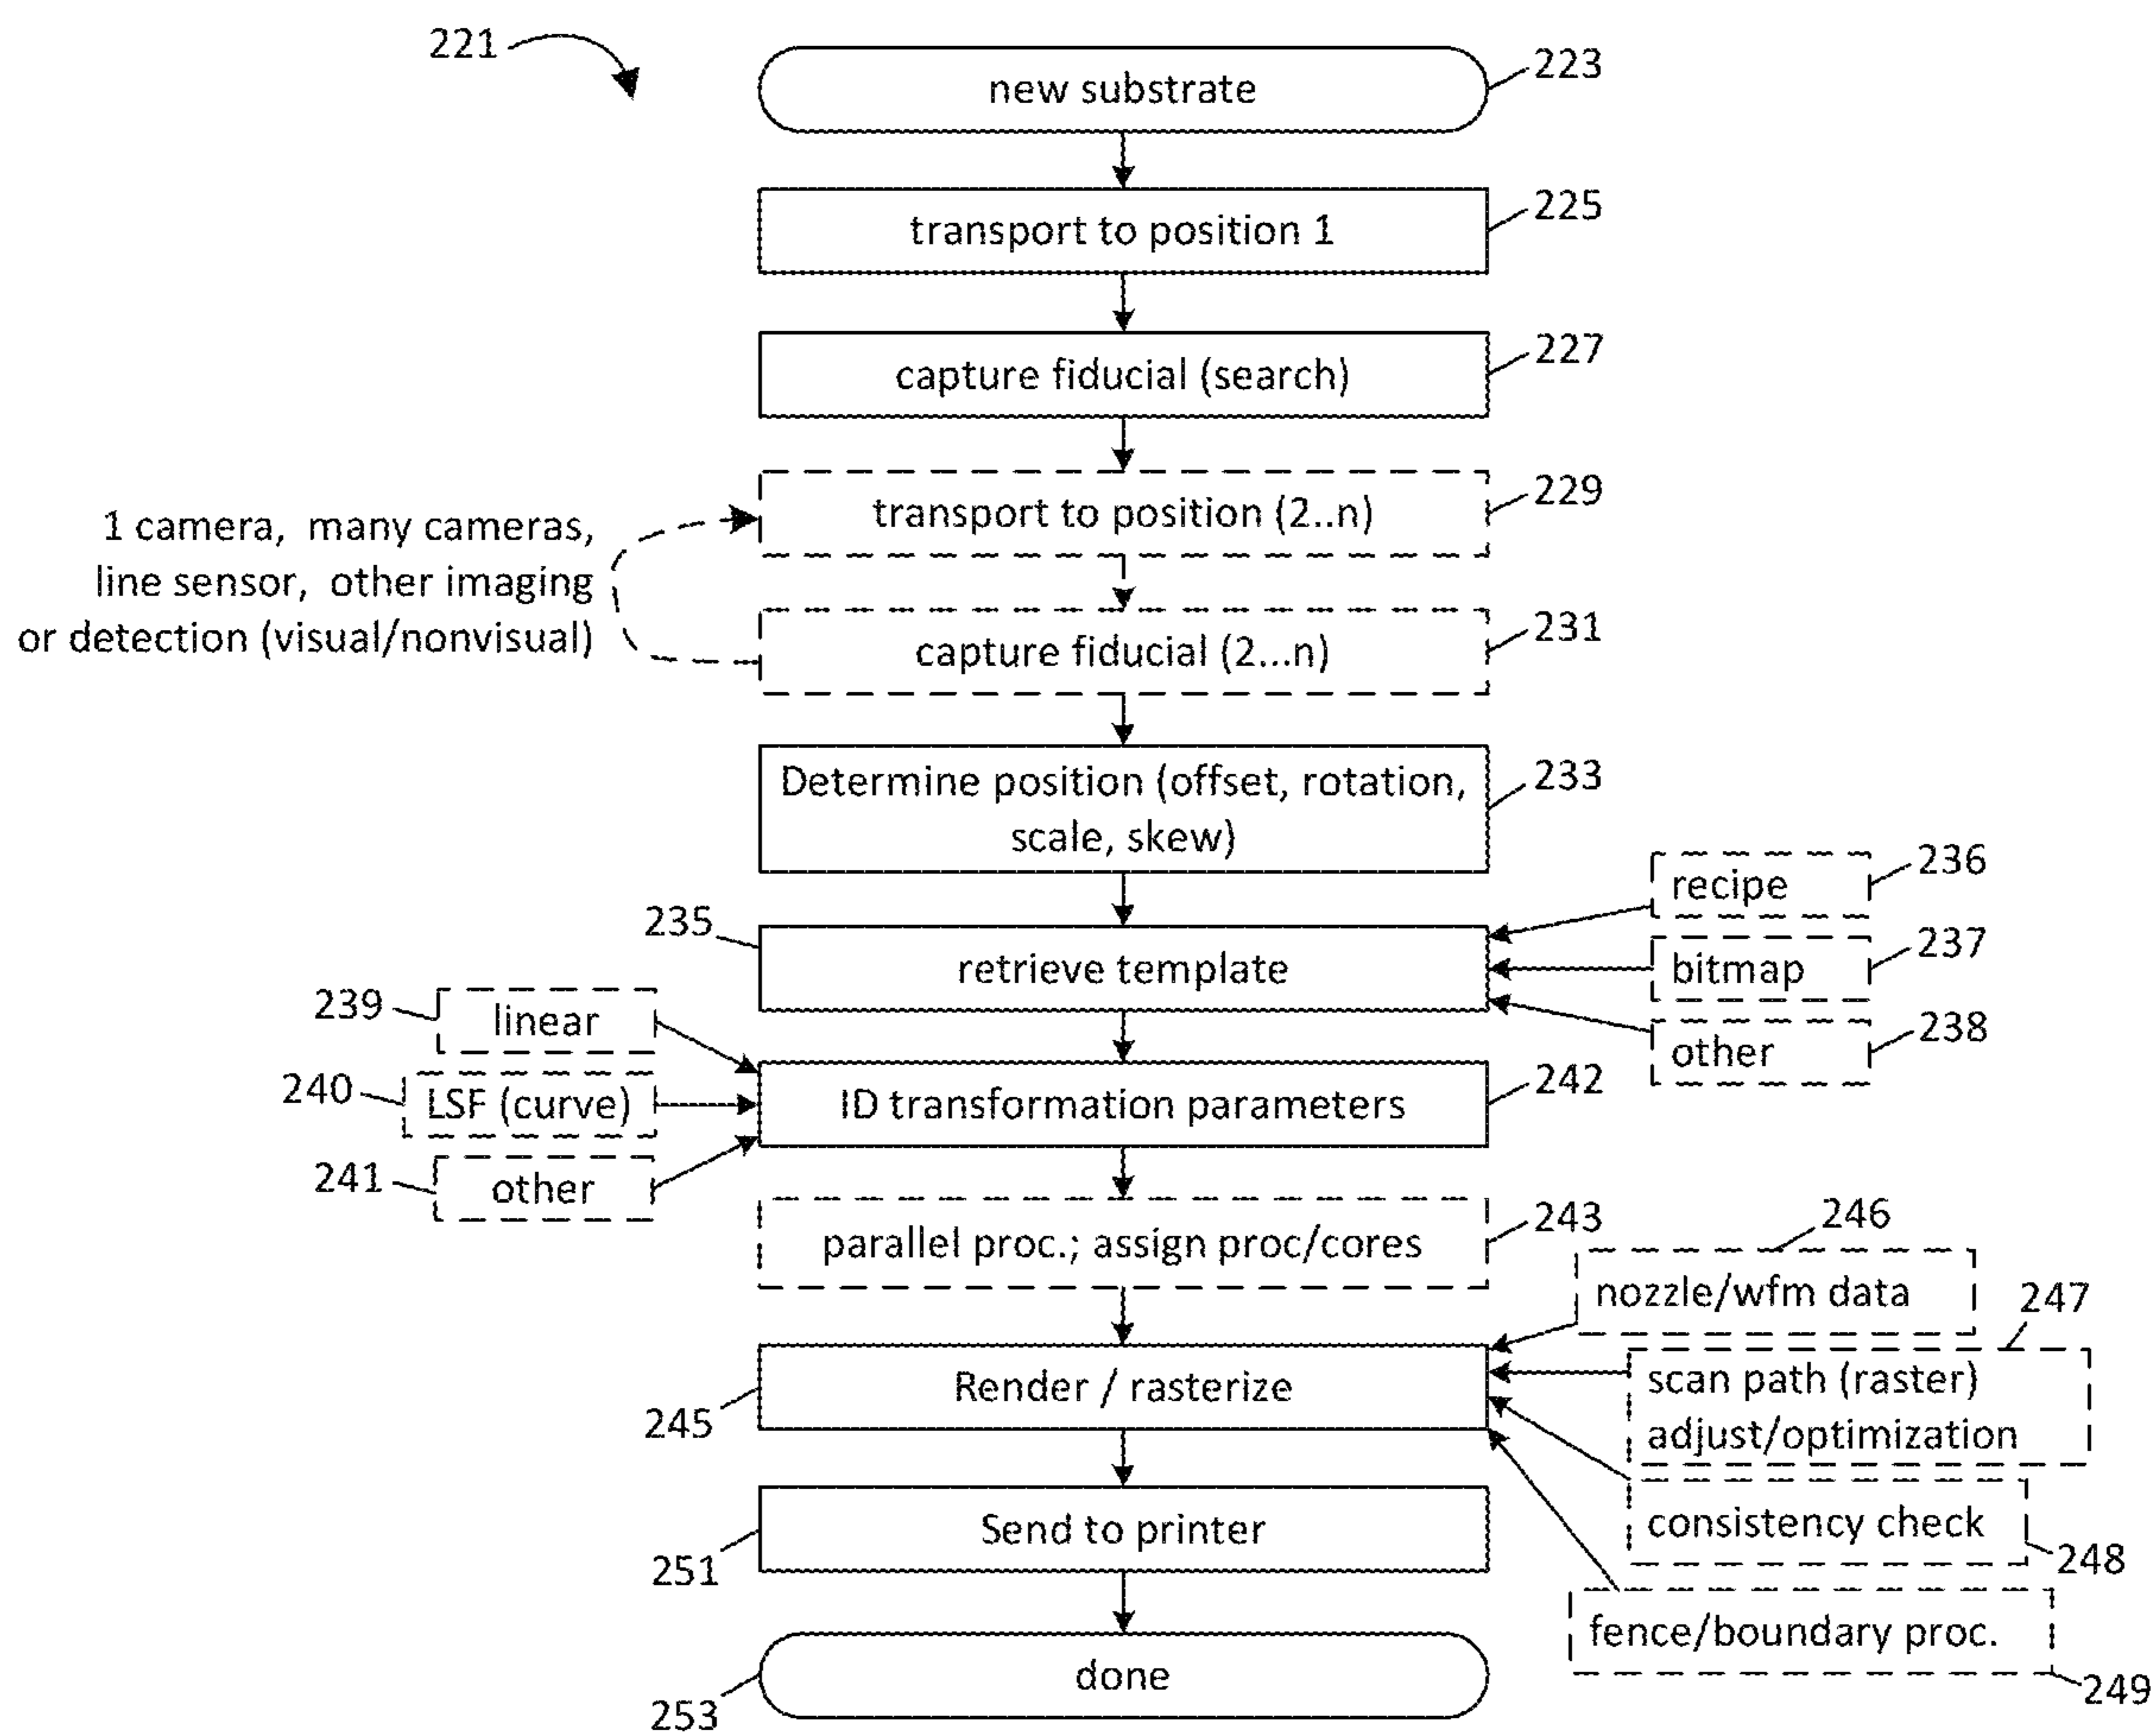 221
new substrate
223
transport to position 1
225
capture fiducial (search)
227
transport to position (2..n)
229
1 camera, many cameras,
line sensor, other imaging
or detection (visual/nonvisual)
capture fiducial (2...n)
231
Determine position (offset, rotation,
scale, skew)
233
235
retrieve template
recipe
236
bitmap
237
other
238
239
linear
240
LSF (curve)
241
other
ID transformation parameters
242
parallel proc.; assign proc/cores
243
246
nozzle/wfm data
247
scan path (raster)
adjust/optimization
Render / rasterize
245
consistency check
248
Send to printer
251
fence/boundary proc.
249
done
253